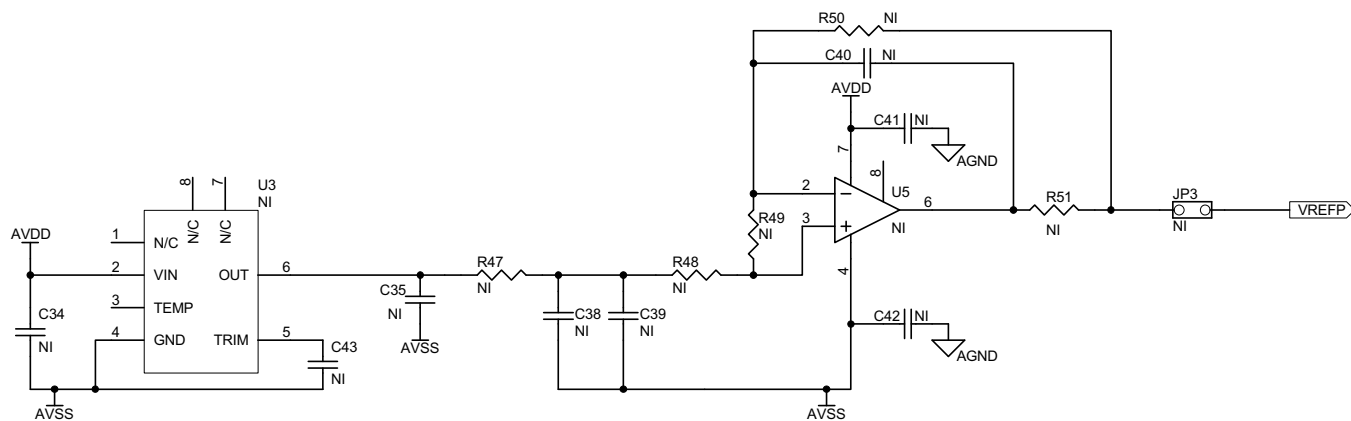 R50 NI
C40 NI
AVDD
C41 NI
7
AGND
8 7 U3
NI
N/C N/C
2 8 U5
R49
NI
3
NI
6
R51
NI
JP3
NI
VREFP
AVDD
1 N/C
2 VIN OUT 6
3 TEMP
4 GND TRIM 5
C34
NI
C43
NI
AVSS
C35
NI
AVSS
R47
NI
R48
NI
C38
NI
C39
NI
4
C42 NI
AGND
AVSS